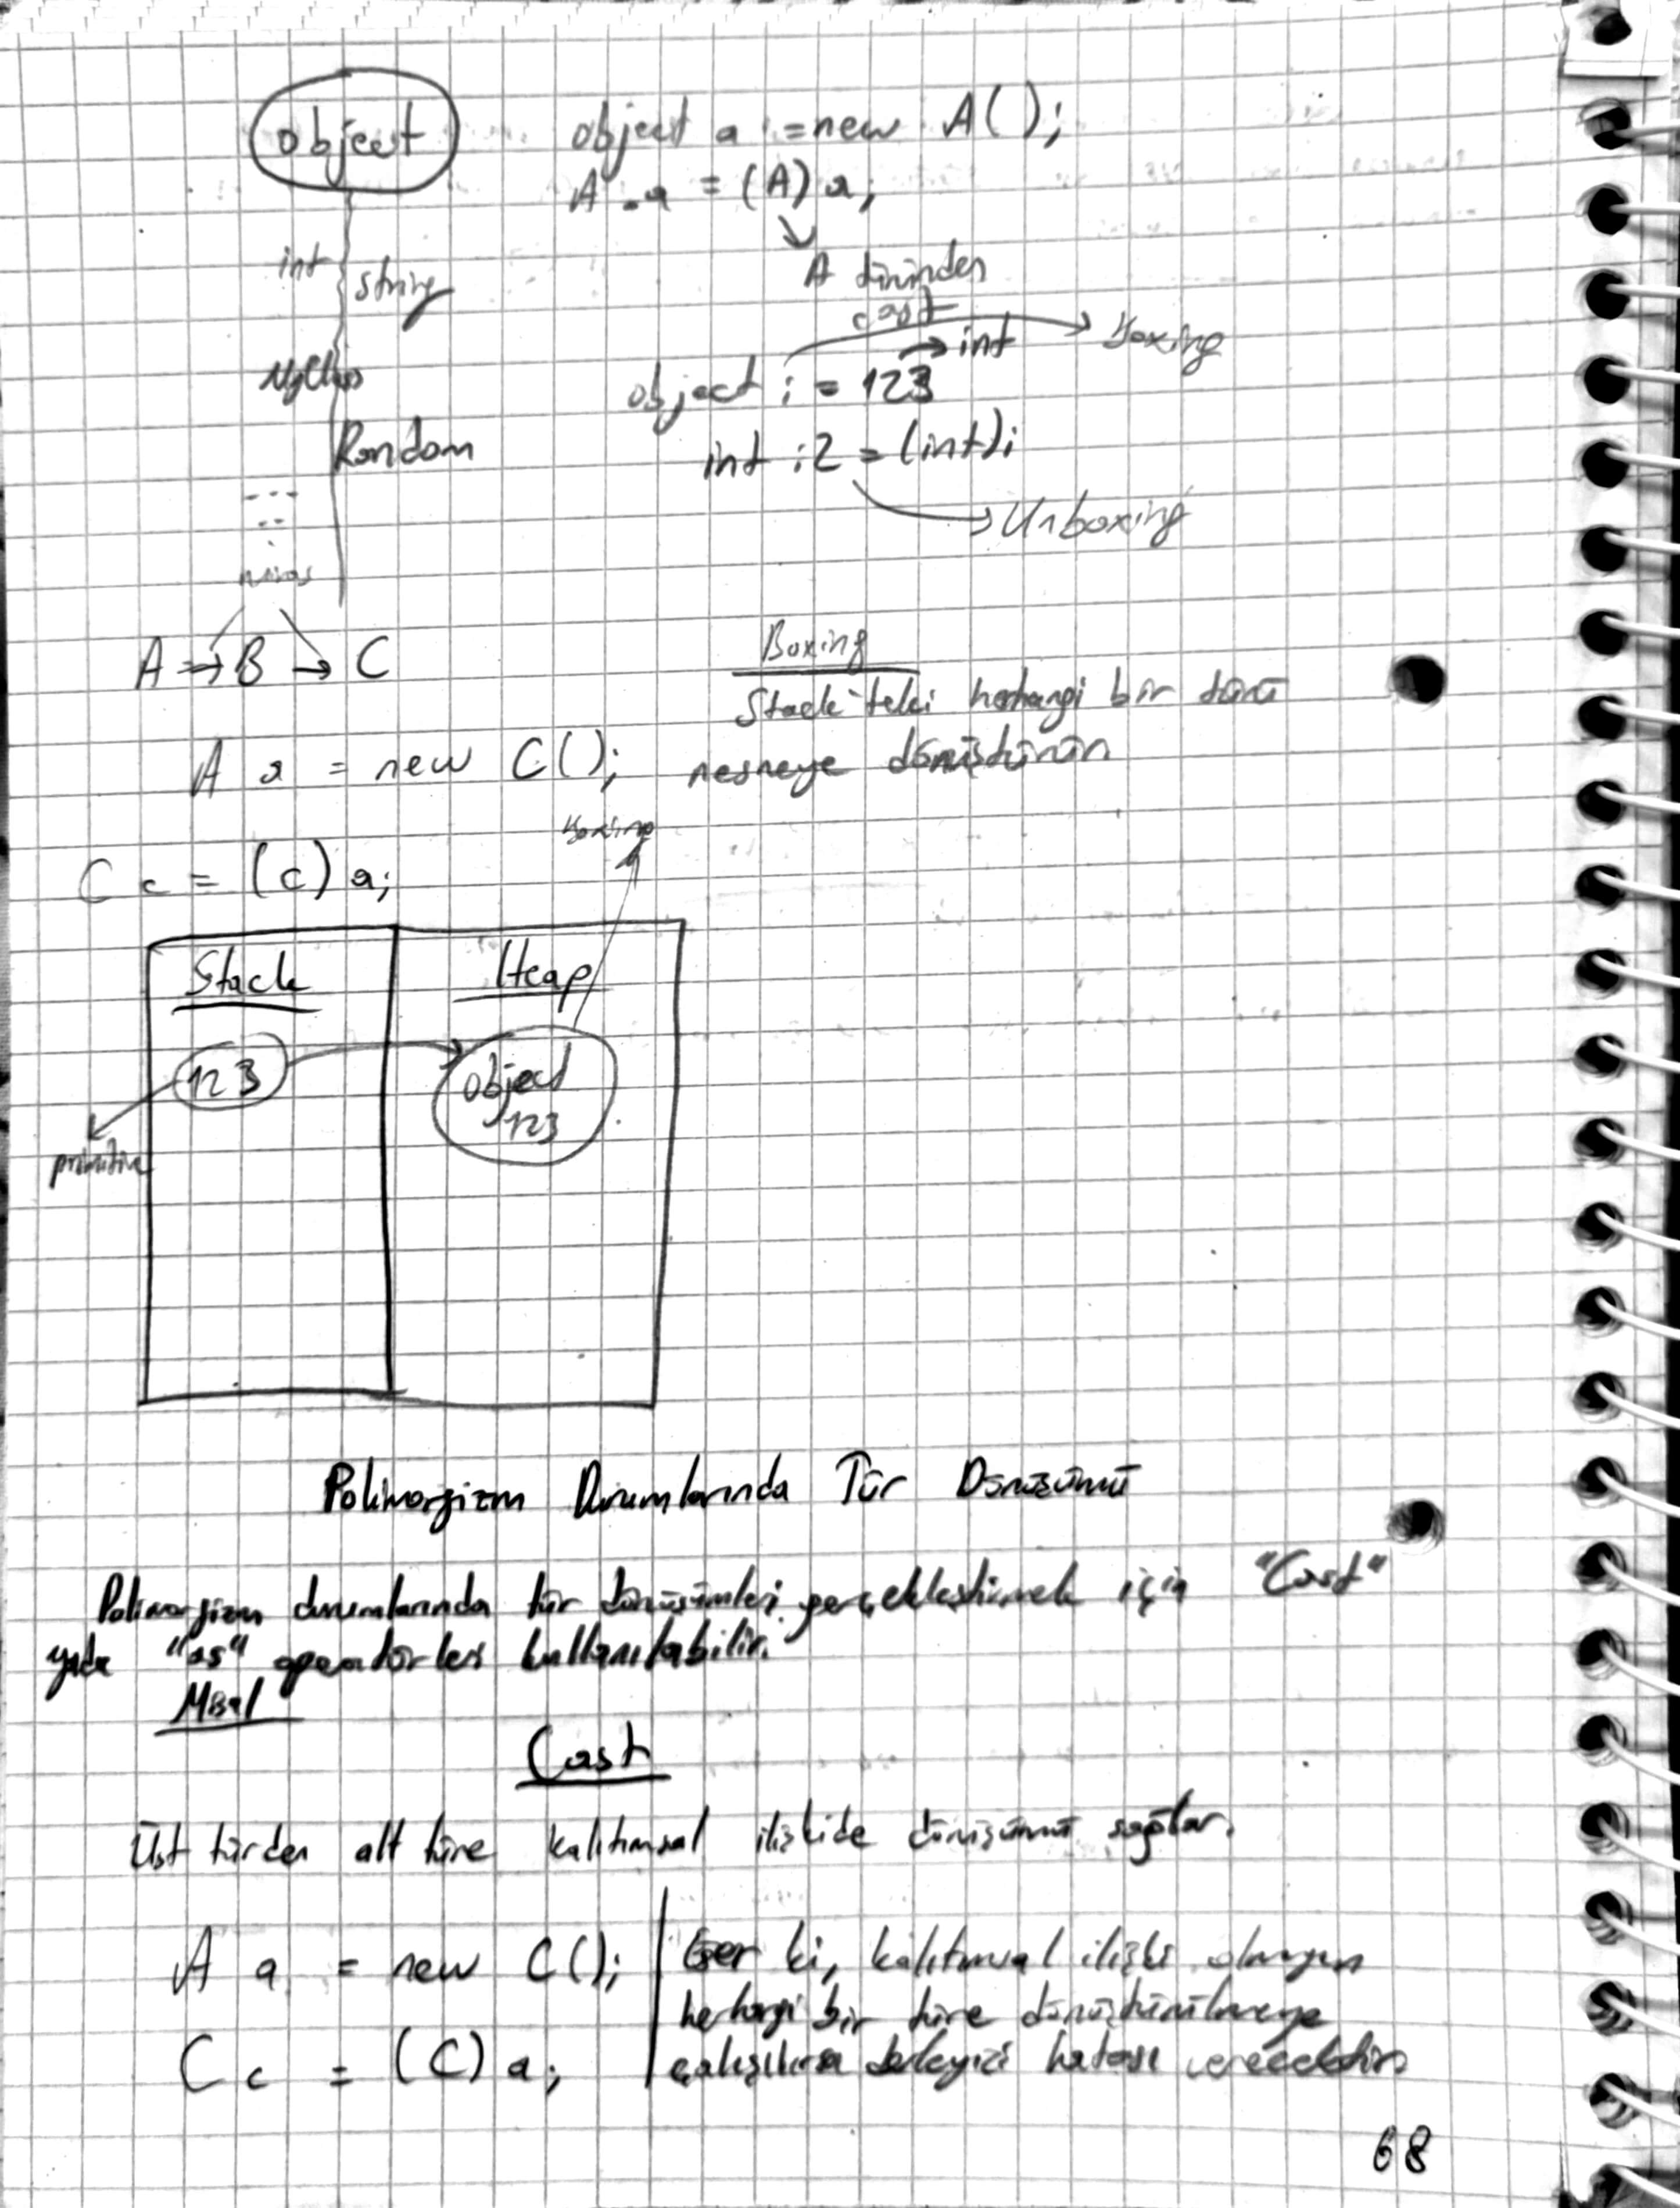 object
object a = new A();
A a = (A) a;
A türünden
cast
int
string
MyClass
Random
miras
object i = 123
int
Boxing
int i2 = (int)i
Unboxing
A → B → C
A a = new C();
C c = (C) a;
Boxing
Stack'teki herhangi bir türü
nesneye dönüştürür
Boxing
Stack
Heap
123
object
123
primitive
Polimorfizm Durumlarında Tür Dönüşümü
Polimorfizm durumlarında tür dönüşümleri gerçekleştirmek için "Cast"
yada "as" operatörleri kullanılabilir.
Misal
Cast
Üst türden alt türe kalıtımsal ilişkide dönüşümü sağlar.
A a = new C();
C c = (C) a;
Eğer ki, kalıtımsal ilişki olmayan
herhangi bir türe dönüştürülmeye
çalışılırsa derleyici hatası verecektir
68